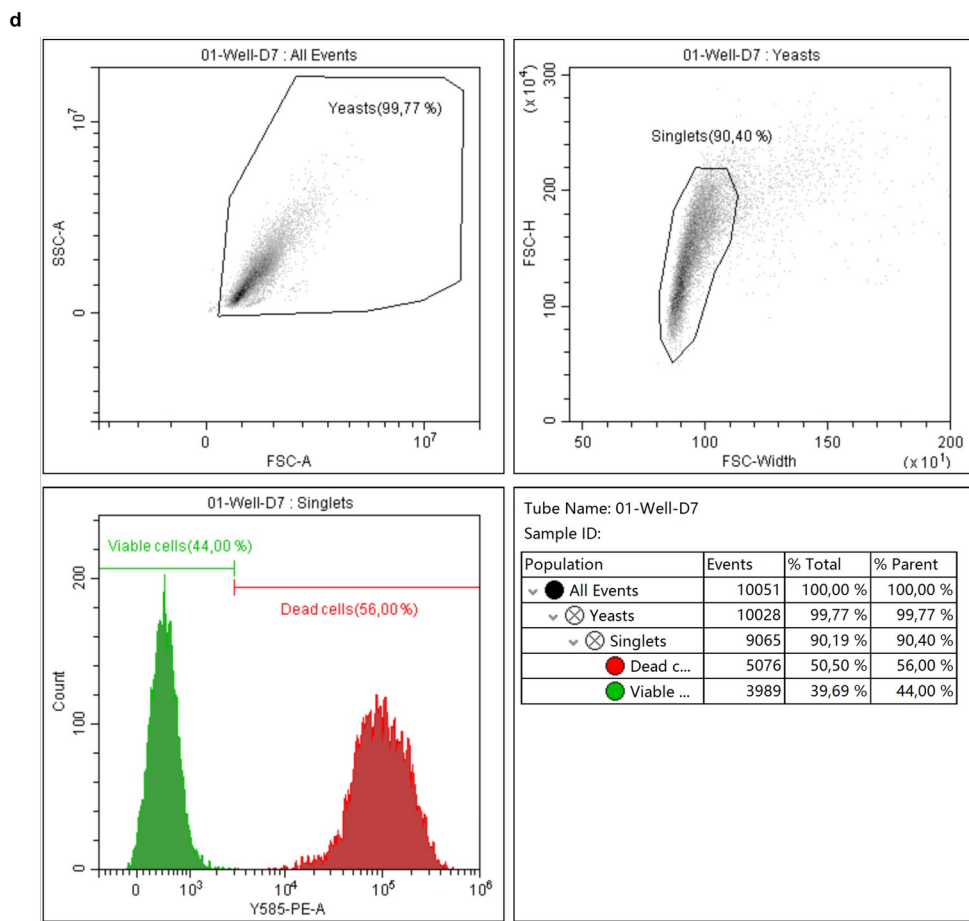 d
01-Well-D7 : All Events
Yeasts(99,77 %)
10⁷
0
SSC-A
0
10⁷
FSC-A
01-Well-D7 : Yeasts
(x 10⁴)
300
Singlets(90,40 %)
200
100
0
FSC-H
50
100
150
200
FSC-Width
(x 10¹)
01-Well-D7 : Singlets
Viable cells(44,00 %)
Dead cells(56,00 %)
200
100
0
Count
0
10³
10⁴
10⁵
10⁶
Y585-PE-A
Tube Name: 01-Well-D7
Sample ID:
Population Events % Total % Parent
All Events 10051 100,00 % 100,00 %
Yeasts 10028 99,77 % 99,77 %
Singlets 9065 90,19 % 90,40 %
Dead c... 5076 50,50 % 56,00 %
Viable ... 3989 39,69 % 44,00 %